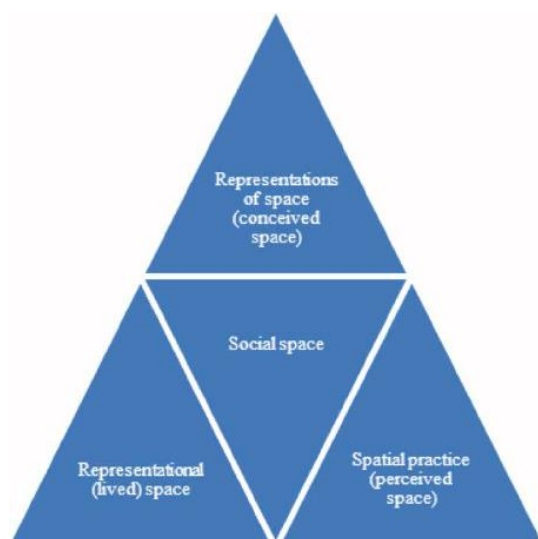 Representations
of space
(conceived
space)
Social space
Representational
(lived) space
Spatial practice
(perceived
space)